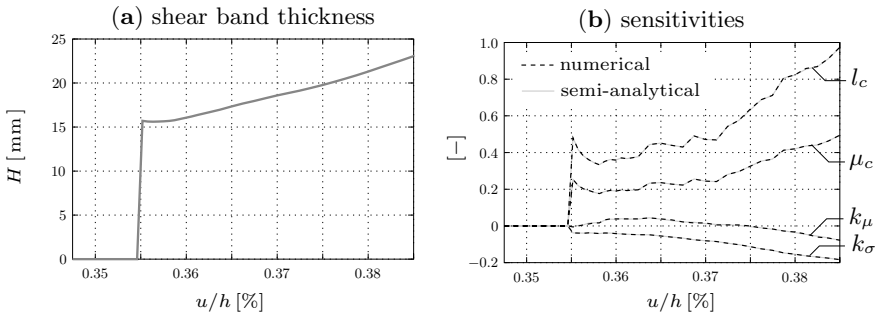 (a) shear band thickness
H [mm]
25
20
15
10
5
0
0.35
0.36
0.37
0.38
u/h [%]
(b) sensitivities
[−]
1.0
0.8
0.6
0.4
0.2
0
−0.2
numerical
semi-analytical
l_c
μ_c
k_μ
k_σ
0.35
0.36
0.37
0.38
u/h [%]